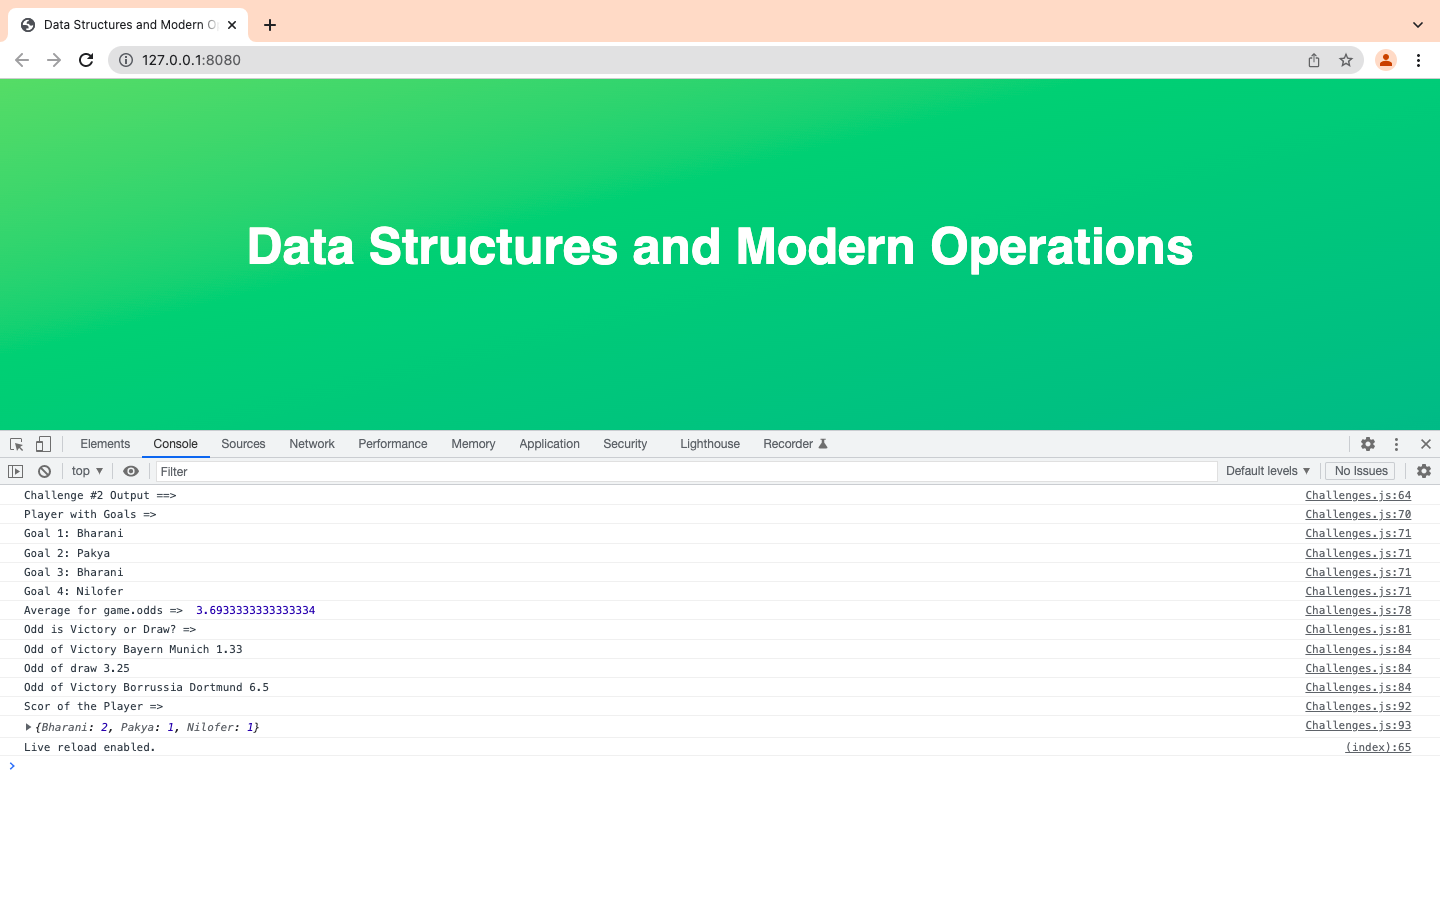 Data Structures and Modern O
127.0.0.1:8080
Data Structures and Modern Operations
Elements Console Sources Network Performance Memory Application Security Lighthouse Recorder
top ▼ Filter Default levels ▼ No Issues
Challenge #2 Output ==> Challenges.js:64
Player with Goals => Challenges.js:70
Goal 1: Bharani Challenges.js:71
Goal 2: Pakya Challenges.js:71
Goal 3: Bharani Challenges.js:71
Goal 4: Nilofer Challenges.js:71
Average for game.odds => 3.6933333333333334 Challenges.js:78
Odd is Victory or Draw? => Challenges.js:81
Odd of Victory Bayern Munich 1.33 Challenges.js:84
Odd of draw 3.25 Challenges.js:84
Odd of Victory Borrussia Dortmund 6.5 Challenges.js:84
Scor of the Player => Challenges.js:92
▶ {Bharani: 2, Pakya: 1, Nilofer: 1} Challenges.js:93
Live reload enabled. (index):65